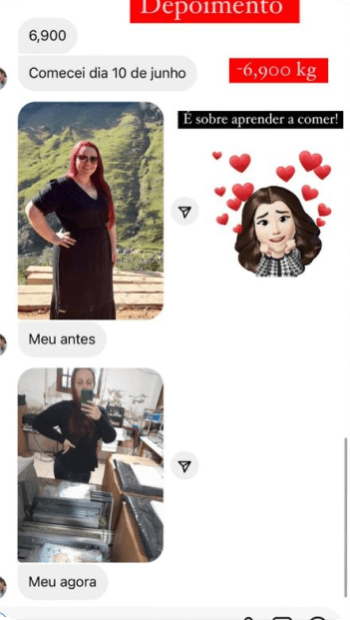 Depoimento
6,900
Comecei dia 10 de junho
-6,900 kg
É sobre aprender a comer!
Meu antes
Meu agora